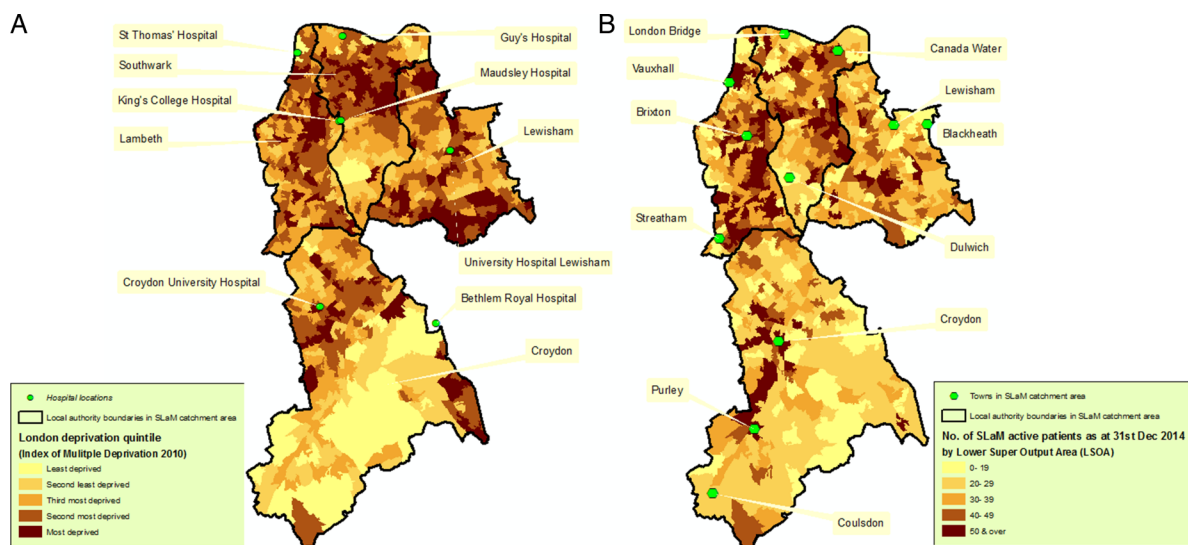 A
St Thomas' Hospital
Southwark
King's College Hospital
Lambeth
Guy's Hospital
Maudsley Hospital
Lewisham
University Hospital Lewisham
Croydon University Hospital
Bethlem Royal Hospital
Croydon
Hospital locations
Local authority boundaries in SLaM catchment area
London deprivation quintile
(Index of Mulitple Deprivation 2010)
Least deprived
Second least deprived
Third most deprived
Second most deprived
Most deprived
B
London Bridge
Vauxhall
Brixton
Streatham
Canada Water
Lewisham
Blackheath
Dulwich
Croydon
Purley
Coulsdon
Towns in SLaM catchment area
Local authority boundaries in SLaM catchment area
No. of SLaM active patients as at 31st Dec 2014
by Lower Super Output Area (LSOA)
0- 19
20- 29
30- 39
40- 49
50 & over